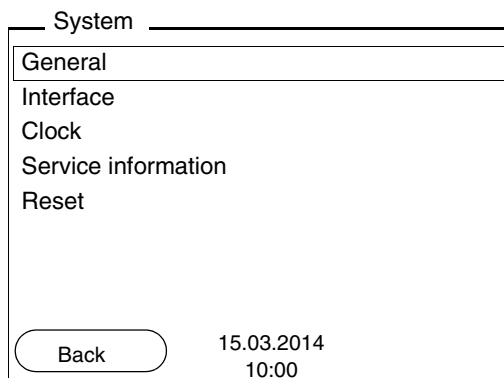 System
General
Interface
Clock
Service information
Reset
Back
15.03.2014
10:00